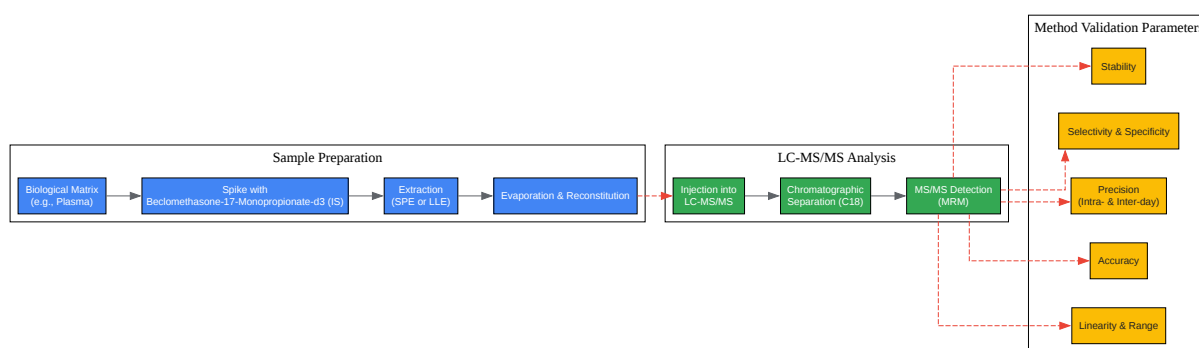 Method Validation Parameters
Stability
Selectivity & Specificity
Sample Preparation
LC-MS/MS Analysis
Biological Matrix
(e.g., Plasma)
Spike with
Beclomethasone-17-Monopropionate-d3 (IS)
Extraction
(SPE or LLE)
Evaporation & Reconstitution
Injection into
LC-MS/MS
Chromatographic
Separation (C18)
MS/MS Detection
(MRM)
Precision
(Intra- & Inter-day)
Accuracy
Linearity & Range